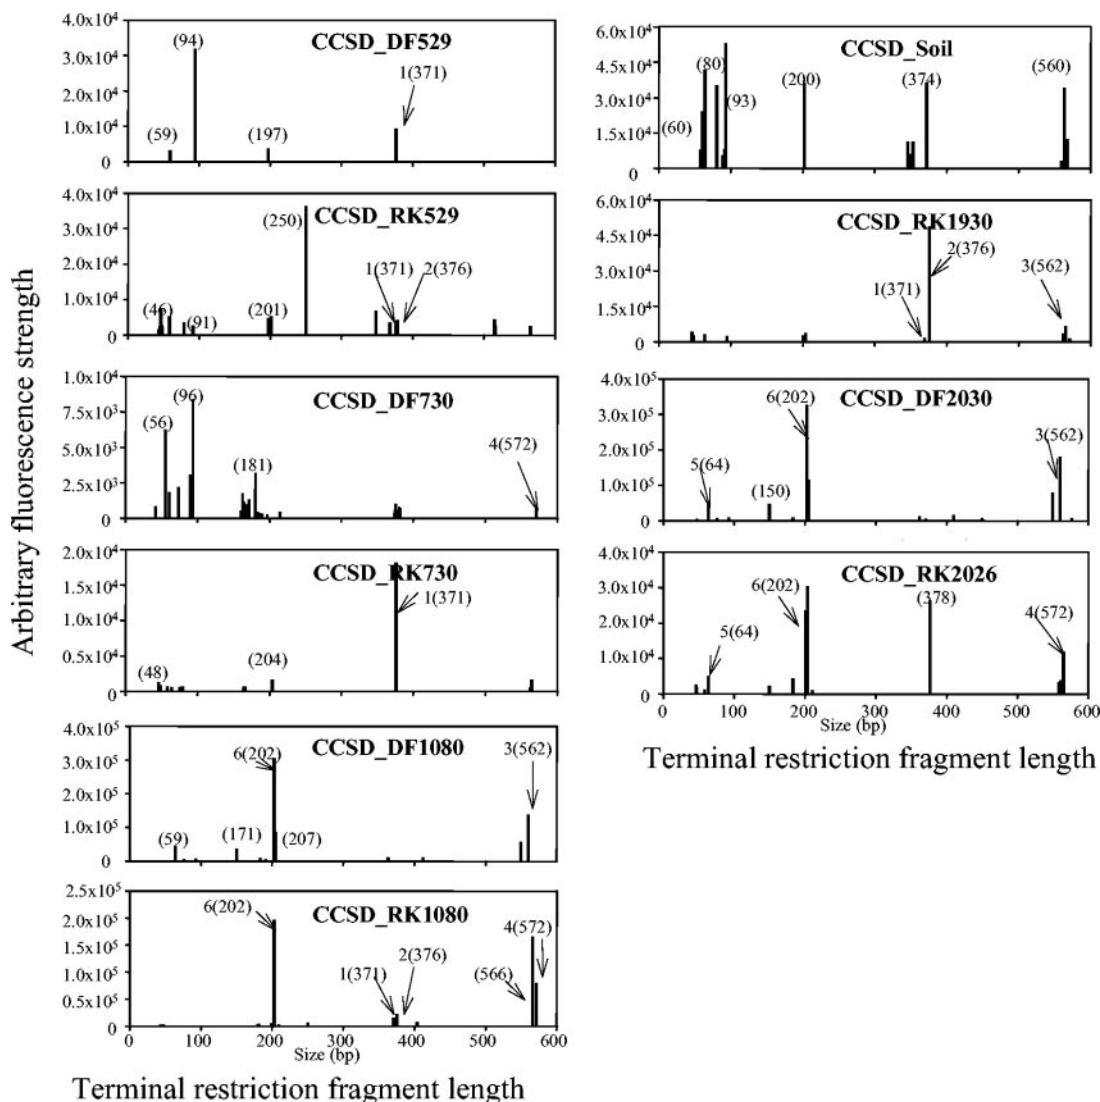 Arbitrary fluorescence strength
CCSD_DF529
4.0x10⁴
3.0x10⁴
2.0x10⁴
1.0x10⁴
0
(94)
1(371)
(59)
(197)
CCSD_RK529
4.0x10⁴
3.0x10⁴
2.0x10⁴
1.0x10⁴
0
(250)
1(371)
2(376)
(46)
(91)
(201)
CCSD_DF730
1.0x10⁴
7.5x10³
5.0x10³
2.5x10³
0
(96)
(56)
(181)
4(572)
CCSD_RK730
2.0x10⁴
1.5x10⁴
1.0x10⁴
0.5x10⁴
0
1(371)
(48)
(204)
CCSD_DF1080
4.0x10⁵
3.0x10⁵
2.0x10⁵
1.0x10⁵
0
6(202)
3(562)
(59)
(171)
(207)
0 100 200 300 400 500 600
CCSD_RK1080
2.5x10⁵
2.0x10⁵
1.5x10⁵
1.0x10⁵
0.5x10⁵
0
6(202)
4(572)
2(376)
1(371)
(566)
0 100 200 300 400 500 600
Size (bp)
Terminal restriction fragment length
CCSD_Soil
6.0x10⁴
4.5x10⁴
3.0x10⁴
1.5x10⁴
0
(80)
(560)
(200)
(374)
(93)
(60)
CCSD_RK1930
6.0x10⁴
4.5x10⁴
3.0x10⁴
1.5x10⁴
0
2(376)
3(562)
1(371)
CCSD_DF2030
4.0x10⁵
3.0x10⁵
2.0x10⁵
1.0x10⁵
0
6(202)
3(562)
5(64)
(150)
CCSD_RK2026
4.0x10⁴
3.0x10⁴
2.0x10⁴
1.0x10⁴
0
6(202)
(378)
4(572)
5(64)
0 100 200 300 400 500 600
Size (bp)
Terminal restriction fragment length